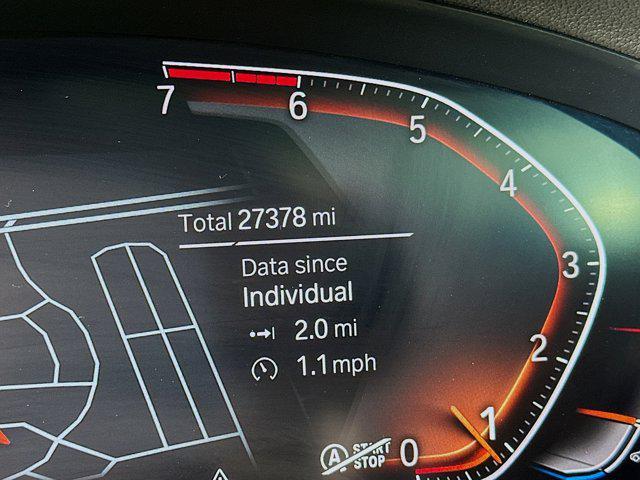 7
6
5
4
3
2
1
0
Total 27378 mi
Data since
Individual
2.0 mi
1.1 mph
A START
STOP